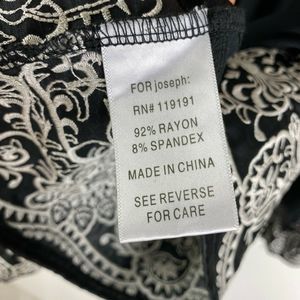 FOR joseph:
RN# 119191
92% RAYON
8% SPANDEX
MADE IN CHINA
SEE REVERSE
FOR CARE